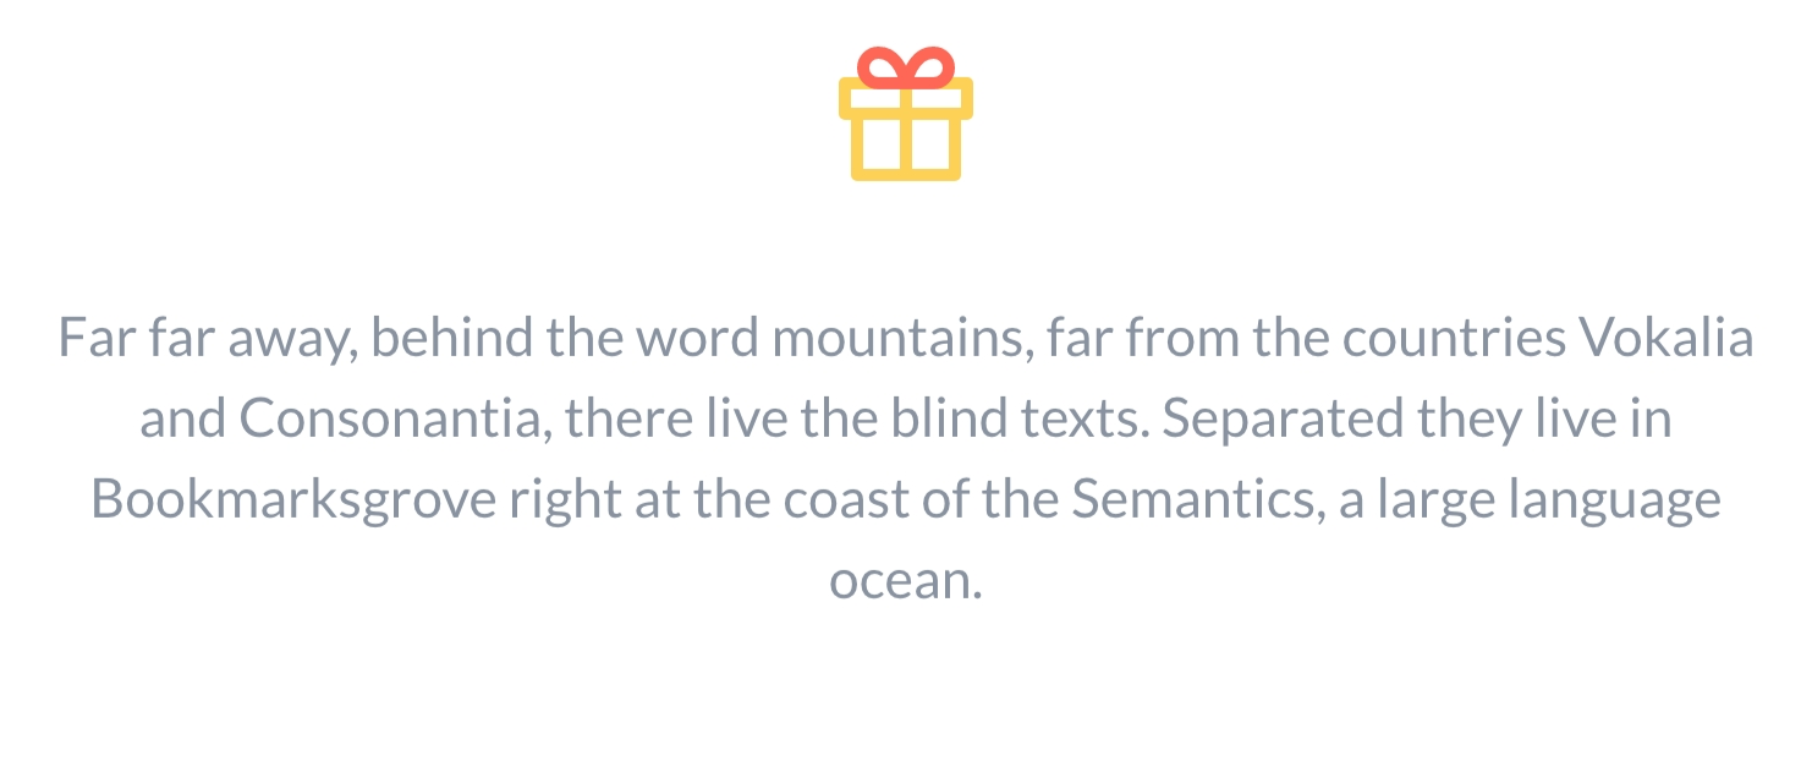 Far far away, behind the word mountains, far from the countries Vokalia
and Consonantia, there live the blind texts. Separated they live in
Bookmarksgrove right at the coast of the Semantics, a large language
ocean.